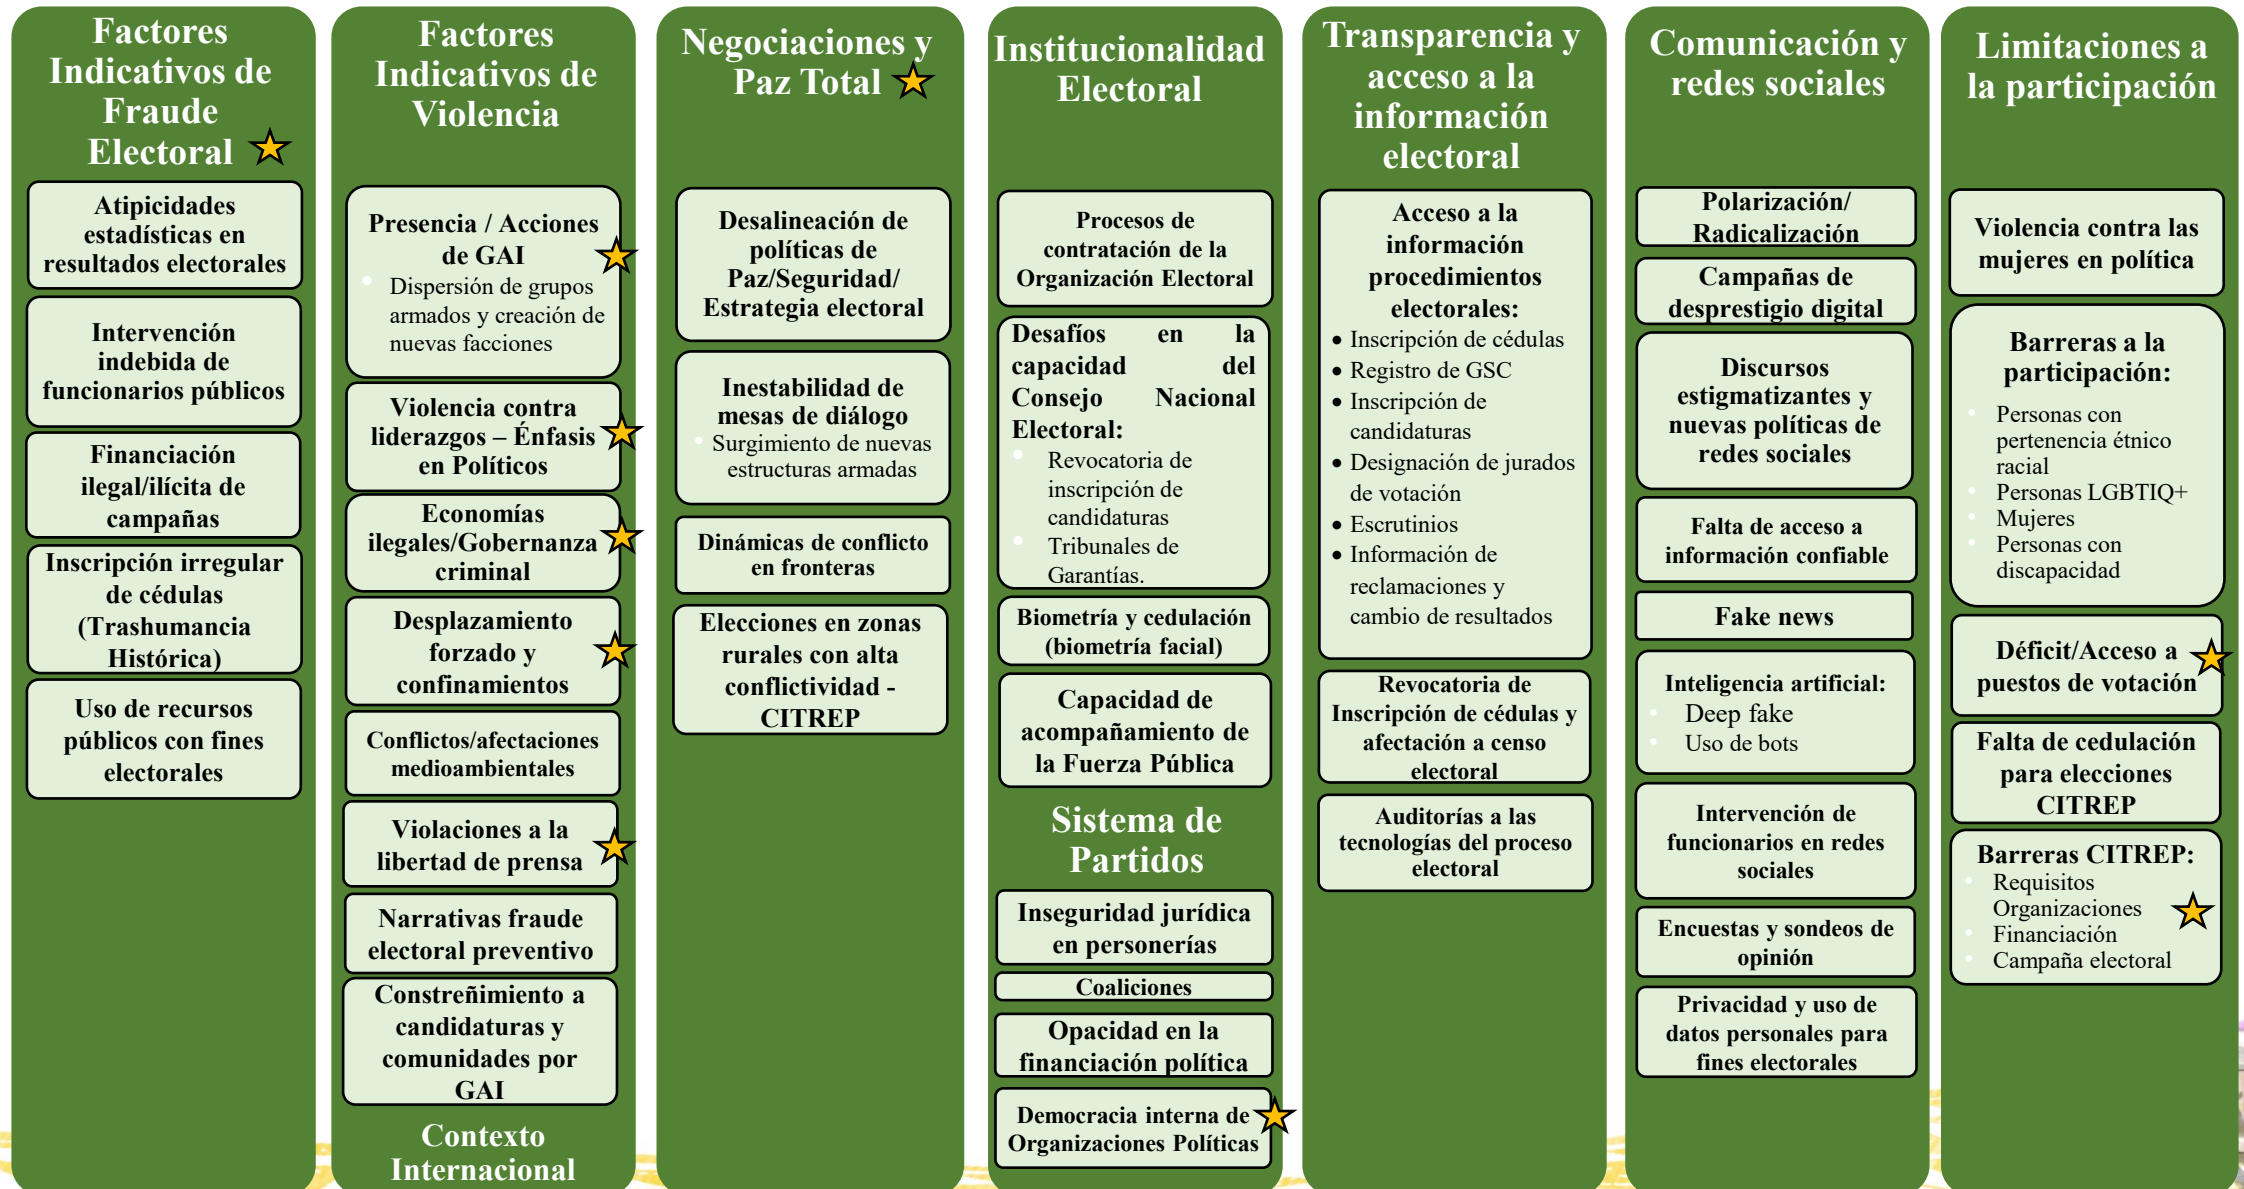 Factores
Indicativos de
Fraude
Electoral
Atipicidades
estadísticas en
resultados electorales
Intervención
indebida de
funcionarios públicos
Financiación
ilegal/ilícita de
campañas
Inscripción irregular
de cédulas
(Trashumancia
Histórica)
Uso de recursos
públicos con fines
electorales
Factores
Indicativos de
Violencia
Presencia / Acciones
de GAI
• Dispersión de grupos
armados y creación de
nuevas facciones
Violencia contra
liderazgos – Énfasis
en Políticos
Economías
ilegales/Gobernanza
criminal
Desplazamiento
forzado y
confinamientos
Conflictos/afectaciones
medioambientales
Violaciones a la
libertad de prensa
Narrativas fraude
electoral preventivo
Constreñimiento a
candidaturas y
comunidades por
GAI
Contexto
Internacional
Negociaciones y
Paz Total
Desalineación de
políticas de
Paz/Seguridad/
Estrategia electoral
Inestabilidad de
mesas de diálogo
• Surgimiento de nuevas
estructuras armadas
Dinámicas de conflicto
en fronteras
Elecciones en zonas
rurales con alta
conflictividad -
CITREP
Institucionalidad
Electoral
Procesos de
contratación de la
Organización Electoral
Desafíos en la
capacidad del
Consejo Nacional
Electoral:
• Revocatoria de
inscripción de
candidaturas
• Tribunales de
Garantías.
Biometría y cedulación
(biometría facial)
Capacidad de
acompañamiento de
la Fuerza Pública
Sistema de
Partidos
Inseguridad jurídica
en personerías
Coaliciones
Opacidad en la
financiación política
Democracia interna de
Organizaciones Políticas
Transparencia y
acceso a la
información
electoral
Acceso a la
información
procedimientos
electorales:
• Inscripción de cédulas
• Registro de GSC
• Inscripción de
candidaturas
• Designación de jurados
de votación
• Escrutinios
• Información de
reclamaciones y
cambio de resultados
Revocatoria de
Inscripción de cédulas y
afectación a censo
electoral
Auditorías a las
tecnologías del proceso
electoral
Comunicación y
redes sociales
Polarización/
Radicalización
Campañas de
desprestigio digital
Discursos
estigmatizantes y
nuevas políticas de
redes sociales
Falta de acceso a
información confiable
Fake news
Inteligencia artificial:
• Deep fake
• Uso de bots
Intervención de
funcionarios en redes
sociales
Encuestas y sondeos de
opinión
Privacidad y uso de
datos personales para
fines electorales
Limitaciones a
la participación
Violencia contra las
mujeres en política
Barreras a la
participación:
• Personas con
pertenencia étnico
racial
• Personas LGBTIQ+
• Mujeres
• Personas con
discapacidad
Déficit/Acceso a
puestos de votación
Falta de cedulación
para elecciones
CITREP
Barreras CITREP:
• Requisitos
Organizaciones
• Financiación
• Campaña electoral